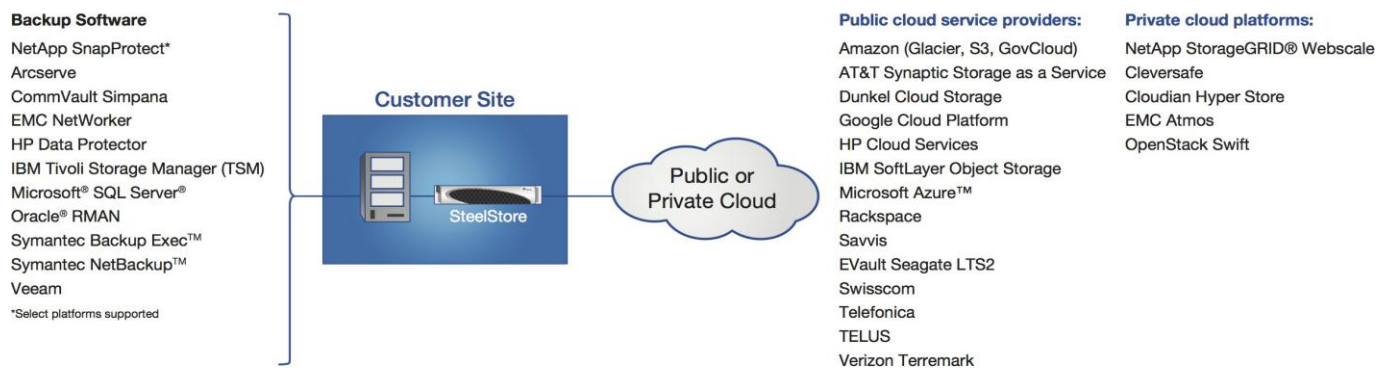 Backup Software
NetApp SnapProtect*
Arcserve
CommVault Simpana
EMC NetWorker
HP Data Protector
IBM Tivoli Storage Manager (TSM)
Microsoft® SQL Server®
Oracle® RMAN
Symantec Backup Exec™
Symantec NetBackup™
Veeam
*Select platforms supported
Customer Site
SteelStore
Public or
Private Cloud
Public cloud service providers:
Amazon (Glacier, S3, GovCloud)
AT&T Synaptic Storage as a Service
Dunkel Cloud Storage
Google Cloud Platform
HP Cloud Services
IBM SoftLayer Object Storage
Microsoft Azure™
Rackspace
Savvis
EVault Seagate LTS2
Swisscom
Telefonica
TELUS
Verizon Terremark
Private cloud platforms:
NetApp StorageGRID® Webscale
Cleversafe
Cloudian Hyper Store
EMC Atmos
OpenStack Swift